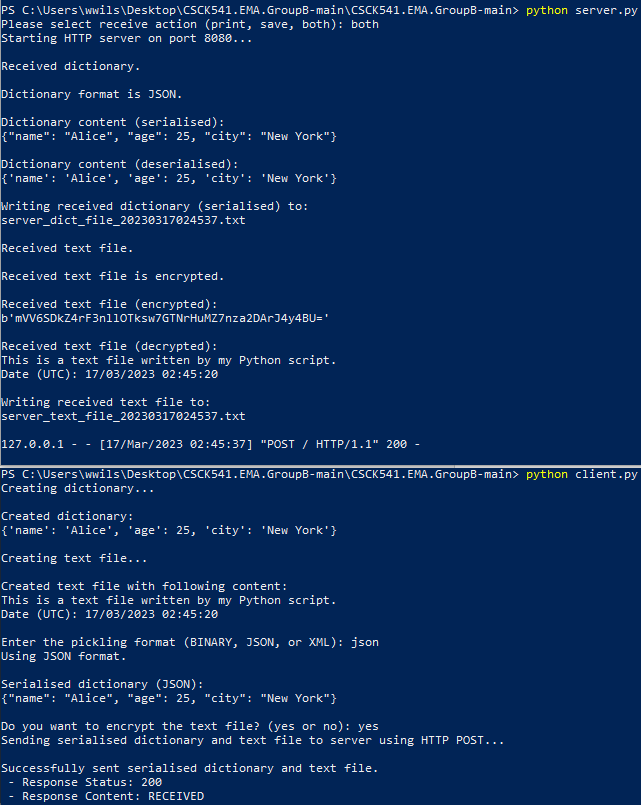 PS C:\Users\wwils\Desktop\CSCK541.EMA.GroupB-main\CSCK541.EMA.GroupB-main> python server.py
Please select receive action (print, save, both): both
Starting HTTP server on port 8080...
Received dictionary.
Dictionary format is JSON.
Dictionary content (serialised):
{"name": "Alice", "age": 25, "city": "New York"}
Dictionary content (deserialised):
{'name': 'Alice', 'age': 25, 'city': 'New York'}
Writing received dictionary (serialised) to:
server_dict_file_20230317024537.txt
Received text file.
Received text file is encrypted.
Received text file (encrypted):
b'mVV6SDkZ4rF3nllOTksw7GTNrHuMZ7nza2DArJ4y4BU='
Received text file (decrypted):
This is a text file written by my Python script.
Date (UTC): 17/03/2023 02:45:20
Writing received text file to:
server_text_file_20230317024537.txt
127.0.0.1 - - [17/Mar/2023 02:45:37] "POST / HTTP/1.1" 200 -
PS C:\Users\wwils\Desktop\CSCK541.EMA.GroupB-main\CSCK541.EMA.GroupB-main> python client.py
Creating dictionary...
Created dictionary:
{'name': 'Alice', 'age': 25, 'city': 'New York'}
Creating text file...
Created text file with following content:
This is a text file written by my Python script.
Date (UTC): 17/03/2023 02:45:20
Enter the pickling format (BINARY, JSON, or XML): json
Using JSON format.
Serialised dictionary (JSON):
{"name": "Alice", "age": 25, "city": "New York"}
Do you want to encrypt the text file? (yes or no): yes
Sending serialised dictionary and text file to server using HTTP POST...
Successfully sent serialised dictionary and text file.
- Response Status: 200
- Response Content: RECEIVED